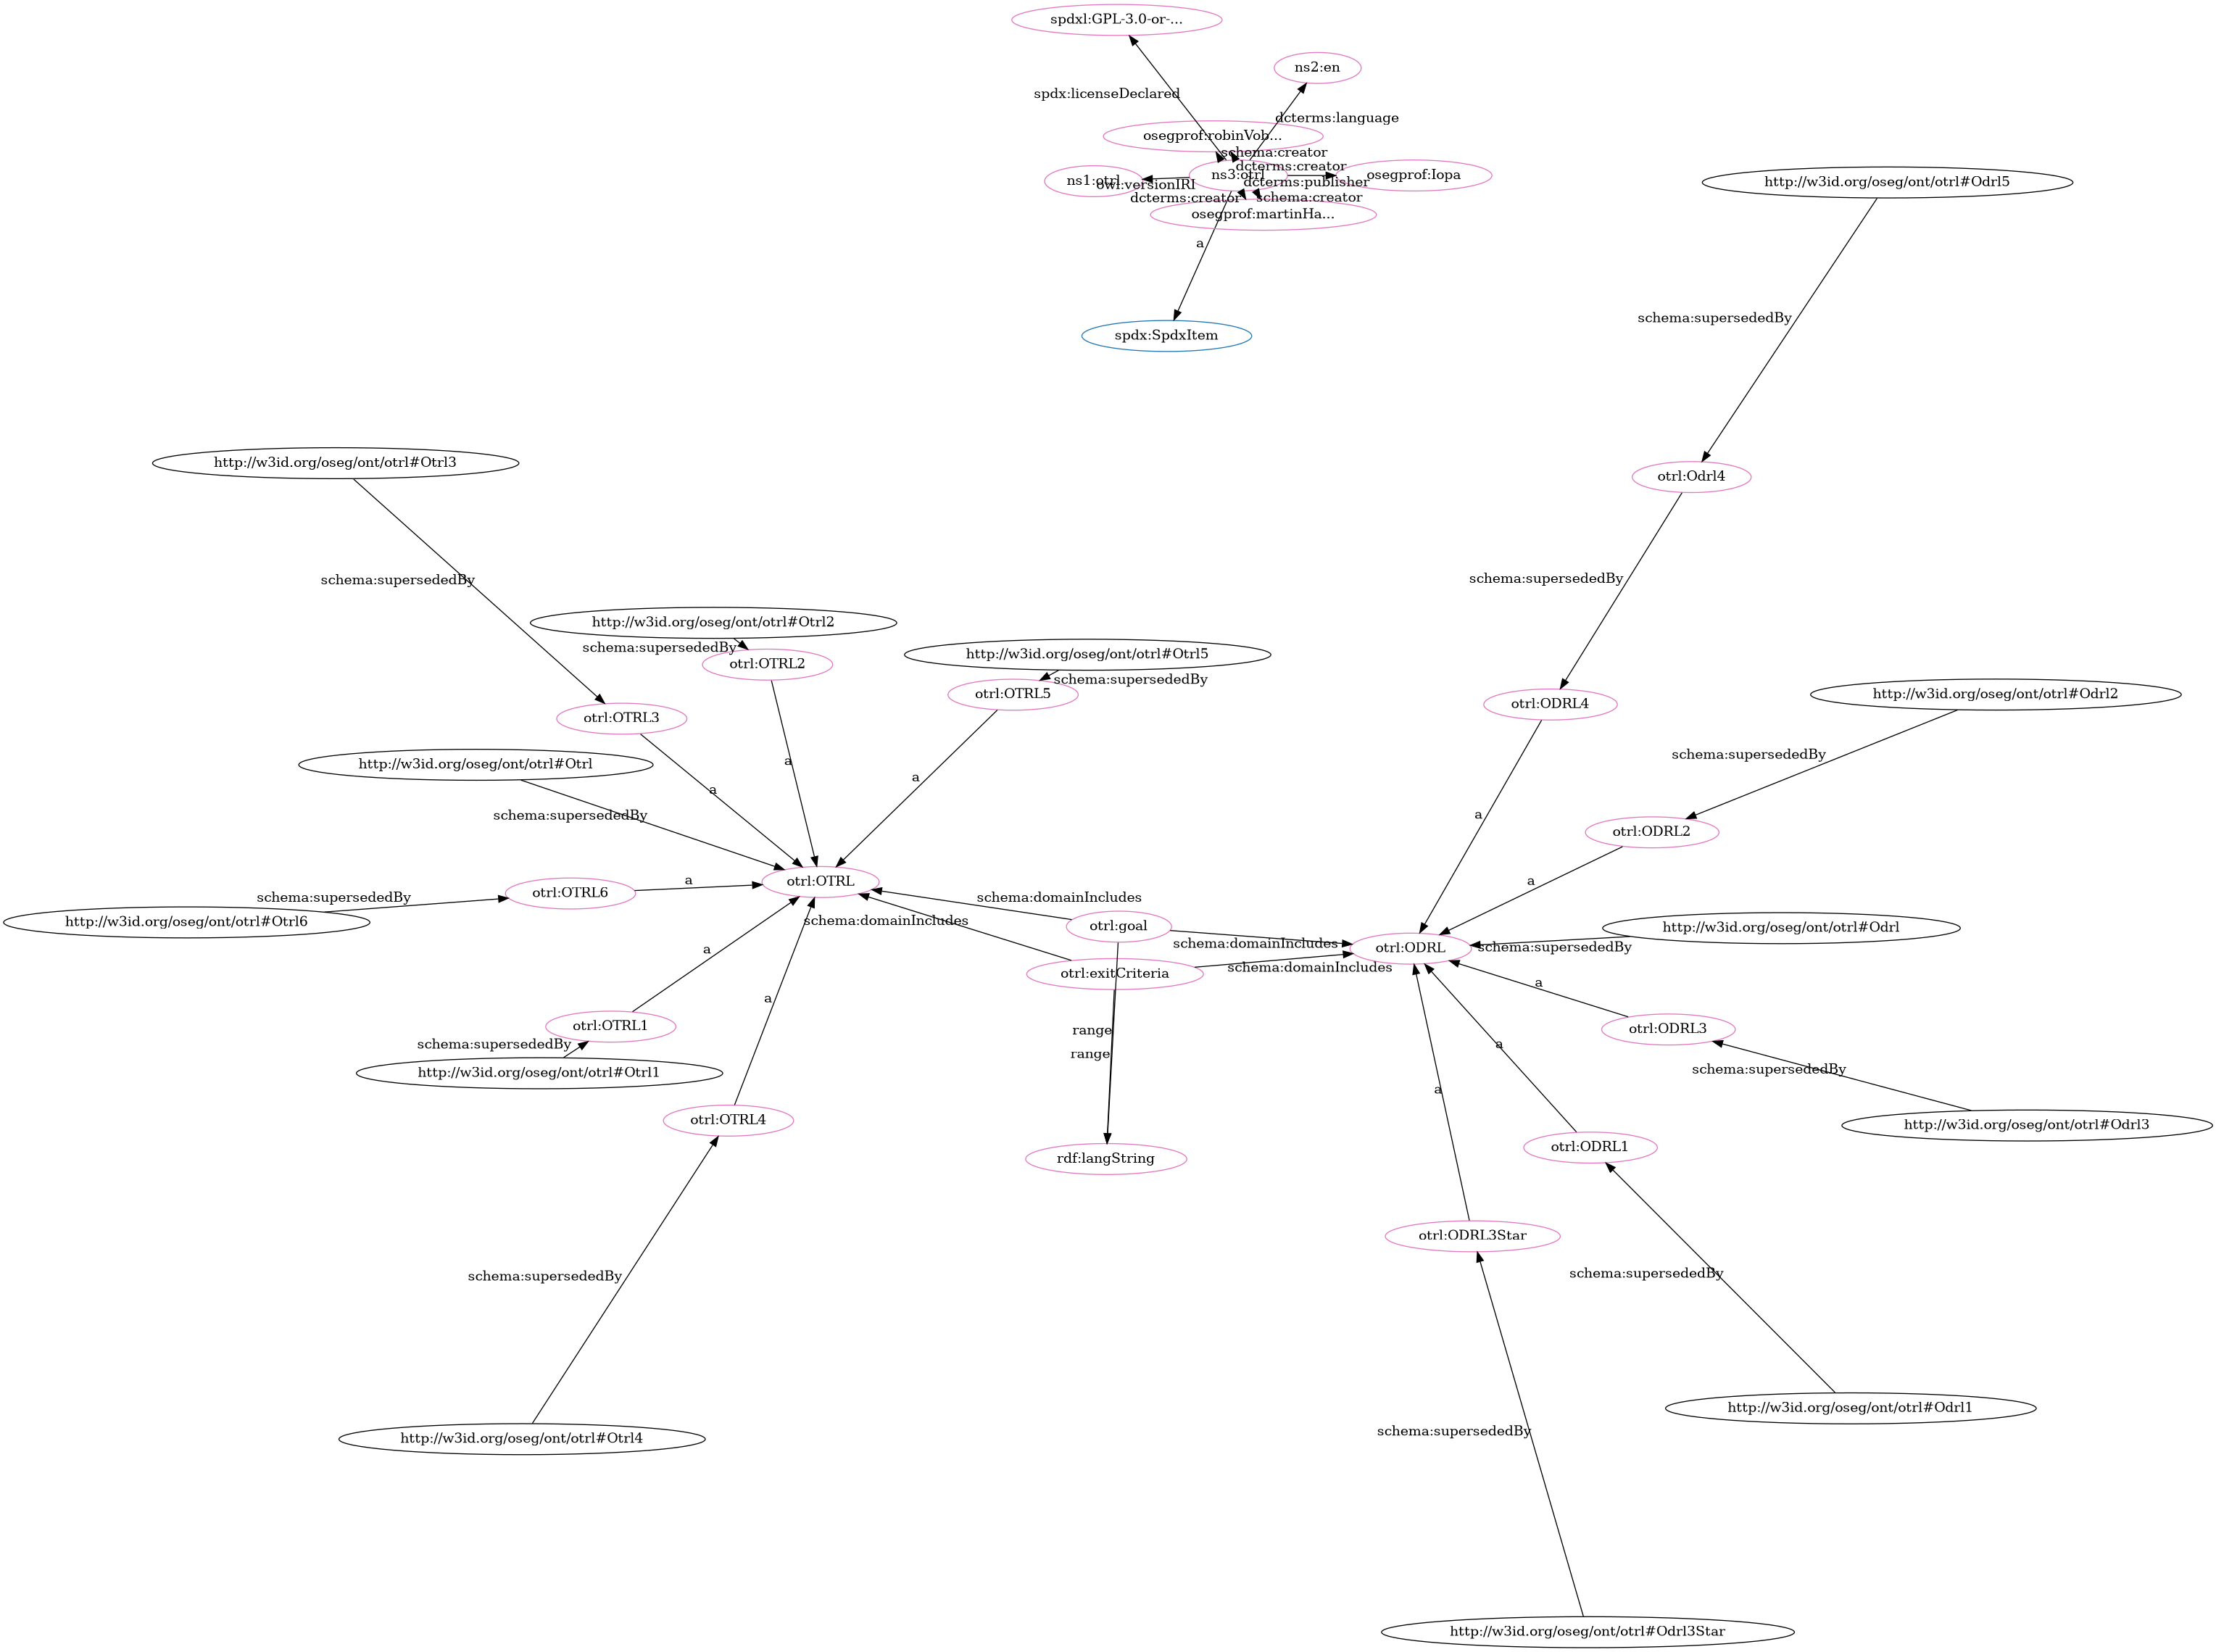 spdxl:GPL-3.0-or-...
ns2:en
spdx:licenseDeclared
dcterms:language
osegprof:robinVob...
schema:creator
dcterms:creator
ns3:otrl
osegprof:Iopa
ns1:otrl
owl:versionIRI
dcterms:publisher
dcterms:creator
schema:creator
osegprof:martinHa...
a
spdx:SpdxItem
http://w3id.org/oseg/ont/otrl#Odrl5
schema:supersededBy
otrl:Odrl4
schema:supersededBy
otrl:ODRL4
http://w3id.org/oseg/ont/otrl#Otrl3
schema:supersededBy
http://w3id.org/oseg/ont/otrl#Otrl2
schema:supersededBy
otrl:OTRL2
http://w3id.org/oseg/ont/otrl#Otrl5
schema:supersededBy
otrl:OTRL5
otrl:OTRL3
http://w3id.org/oseg/ont/otrl#Odrl2
schema:supersededBy
otrl:ODRL2
http://w3id.org/oseg/ont/otrl#Otrl
a
a
a
schema:supersededBy
a
a
otrl:OTRL
otrl:OTRL6
a
schema:supersededBy
http://w3id.org/oseg/ont/otrl#Otrl6
schema:domainIncludes
schema:domainIncludes
otrl:goal
schema:domainIncludes
otrl:ODRL
http://w3id.org/oseg/ont/otrl#Odrl
schema:supersededBy
otrl:exitCriteria
schema:domainIncludes
a
a
a
otrl:OTRL1
schema:supersededBy
http://w3id.org/oseg/ont/otrl#Otrl1
range
range
otrl:ODRL3
a
schema:supersededBy
a
http://w3id.org/oseg/ont/otrl#Odrl3
otrl:OTRL4
otrl:ODRL1
rdf:langString
otrl:ODRL3Star
schema:supersededBy
schema:supersededBy
http://w3id.org/oseg/ont/otrl#Odrl1
schema:supersededBy
http://w3id.org/oseg/ont/otrl#Otrl4
http://w3id.org/oseg/ont/otrl#Odrl3Star